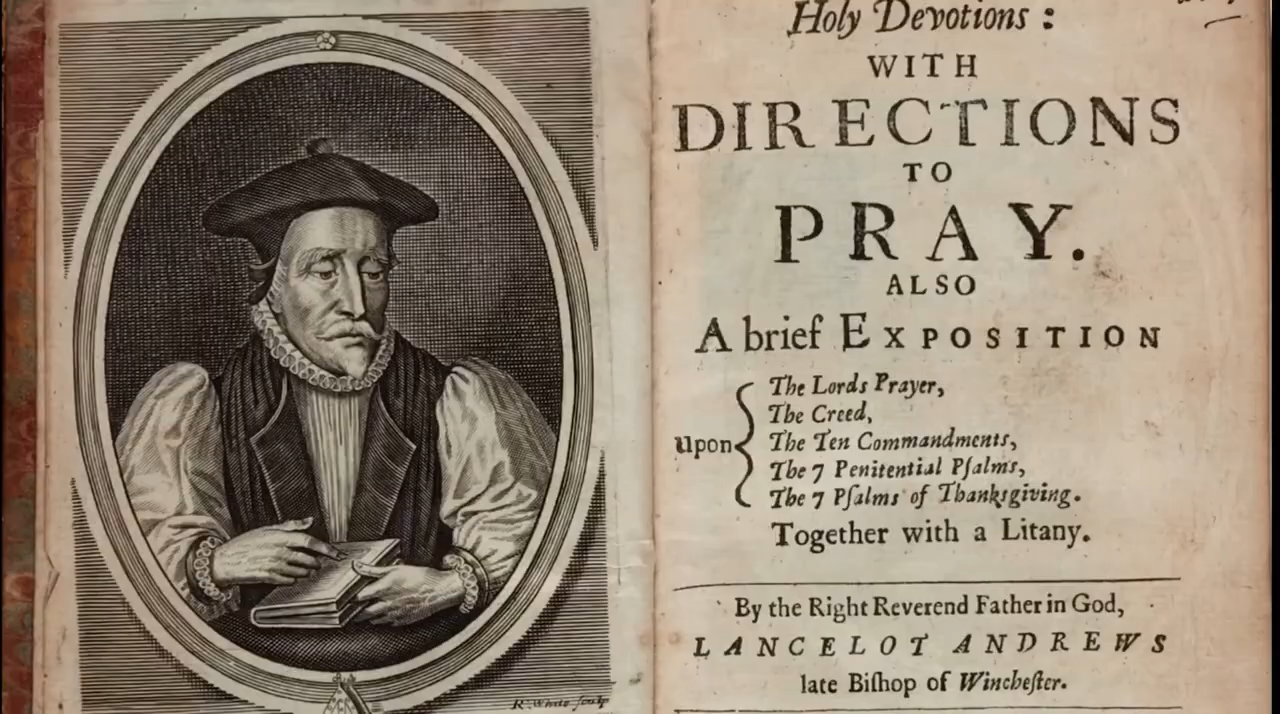 Holy Devotions :
WITH
DIRECTIONS
TO
PRAY.
ALSO
A brief EXPOSITION
upon
The Lords Prayer,
The Creed,
The Ten Commandments,
The 7 Penitential Pſalms,
The 7 Pſalms of Thanksgiving.
Together with a Litany.
By the Right Reverend Father in God,
LANCELOT ANDREWS
late Biſhop of Wincheſter.
R. White ſculp